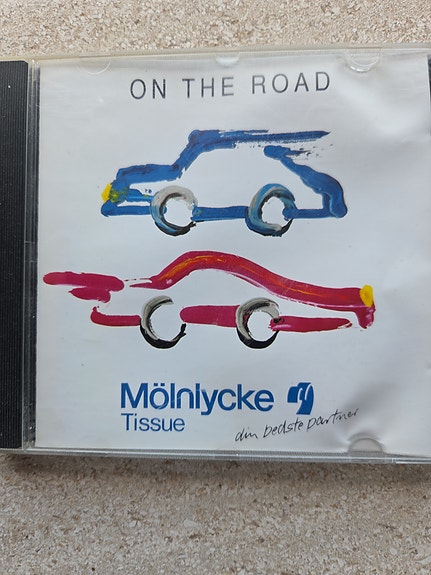 ON THE ROAD
Mölnlycke
Tissue
din bedste partner